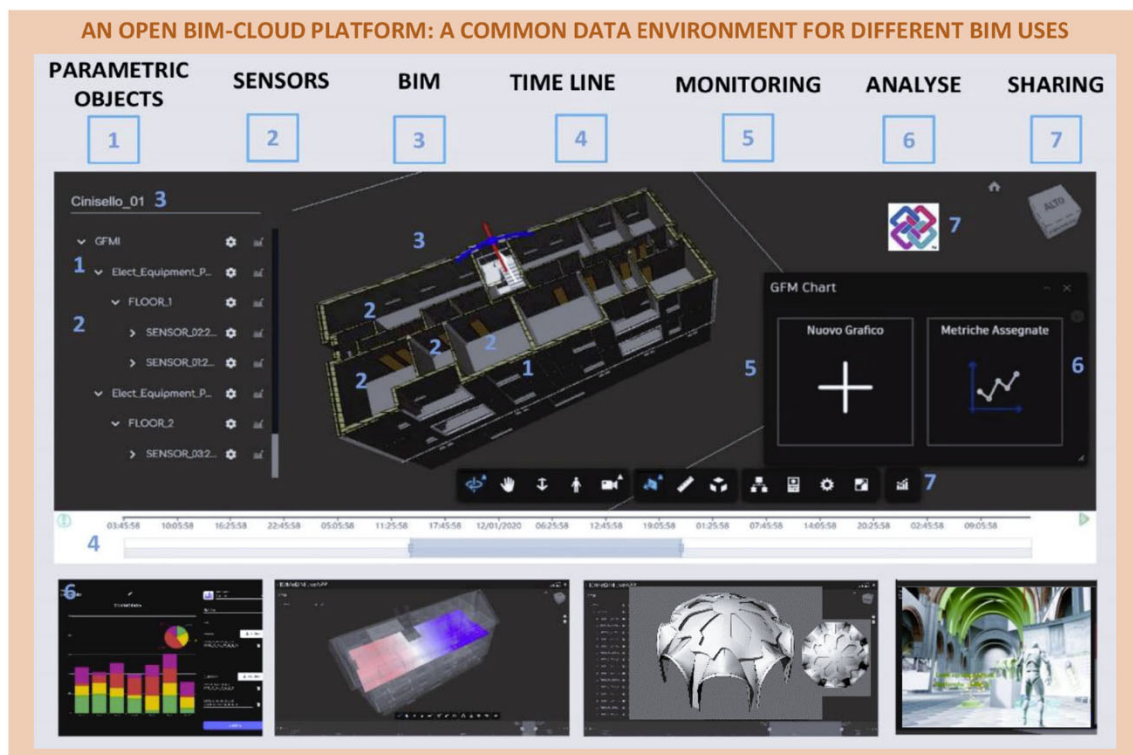 AN OPEN BIM-CLOUD PLATFORM: A COMMON DATA ENVIRONMENT FOR DIFFERENT BIM USES
PARAMETRIC
OBJECTS
SENSORS
BIM
TIME LINE
MONITORING
ANALYSE
SHARING
1
2
3
4
5
6
7
Cinisello_01 3
GFMI
1 Elect_Equipment_P...
FLOOR_1
2 SENSOR_02:2...
SENSOR_01:2...
Elect_Equipment_P...
FLOOR_2
SENSOR_03:2...
3
2
2
2
2
1
7
ALTO
GFM Chart
Nuovo Grafico
Metriche Assegnate
5
6
7
03:45:58 10:05:58 16:25:58 22:45:58 05:05:58 11:25:58 17:45:58 12/01/2020 06:25:58 12:45:58 19:05:58 01:25:58 07:45:58 14:05:58 20:25:58 02:45:58 09:05:58
4
6